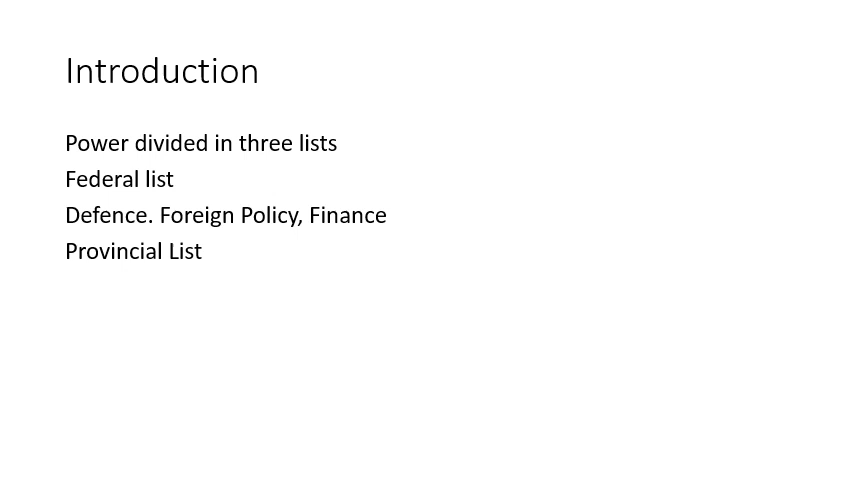 Introduction
Power divided in three lists
Federal list
Defence. Foreign Policy, Finance
Provincial List